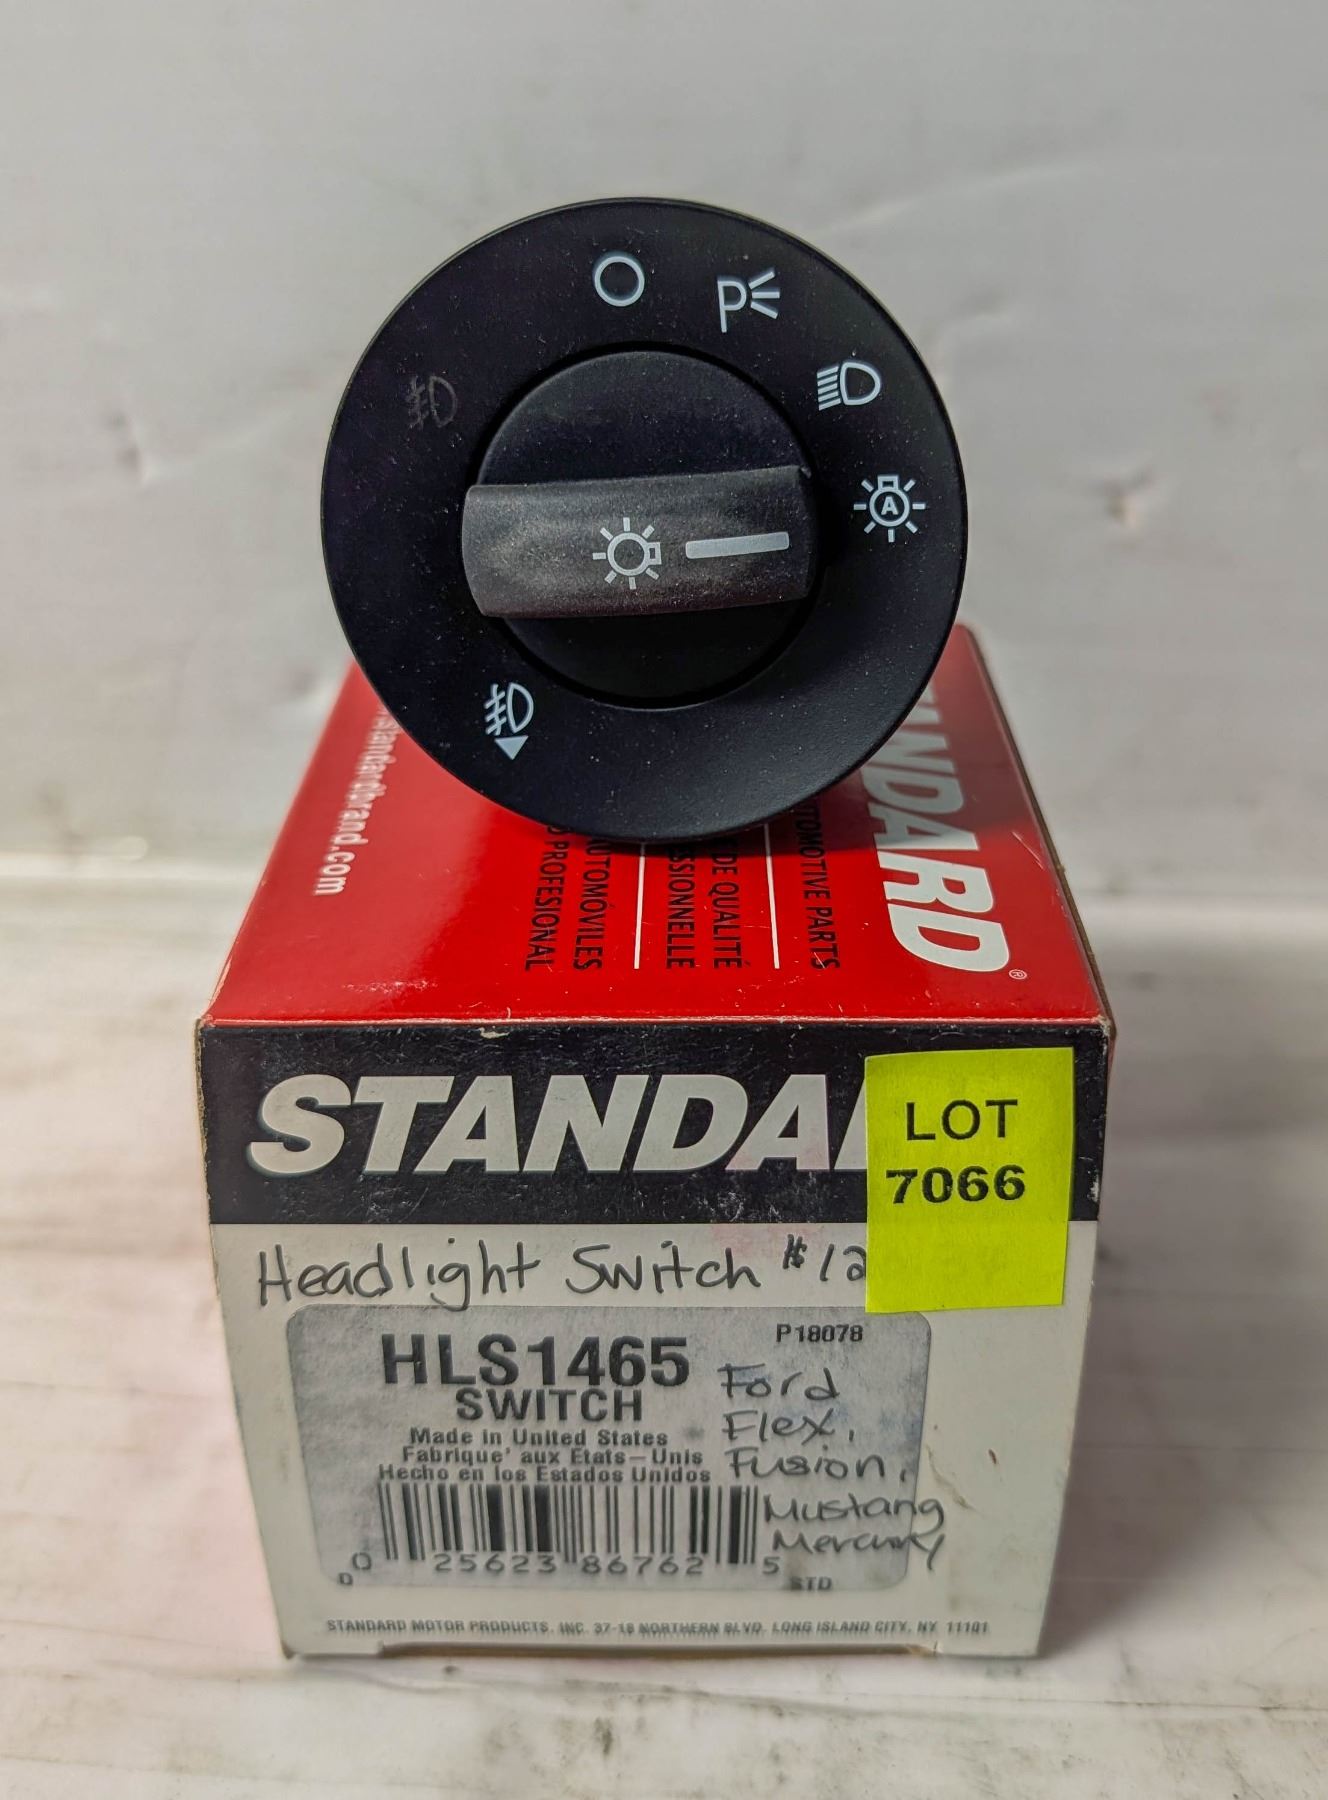 P
A
standardbrand.com
PROFESIONAL
AUTOMÓVILES
DE QUALITÉ
PARTS
STANDARD®
STANDA
LOT
7066
Headlight Switch #12
HLS1465
P18078
SWITCH
Made in United States
Fabrique' aux Etats-Unis
Hecho en los Estados Unidos
Ford
Flex,
Fusion,
Mustang
Mercury
0 25623 86762 5
0
STD
STANDARD MOTOR PRODUCTS, INC. 37-18 NORTHERN BLVD. LONG ISLAND CITY, NY 11101